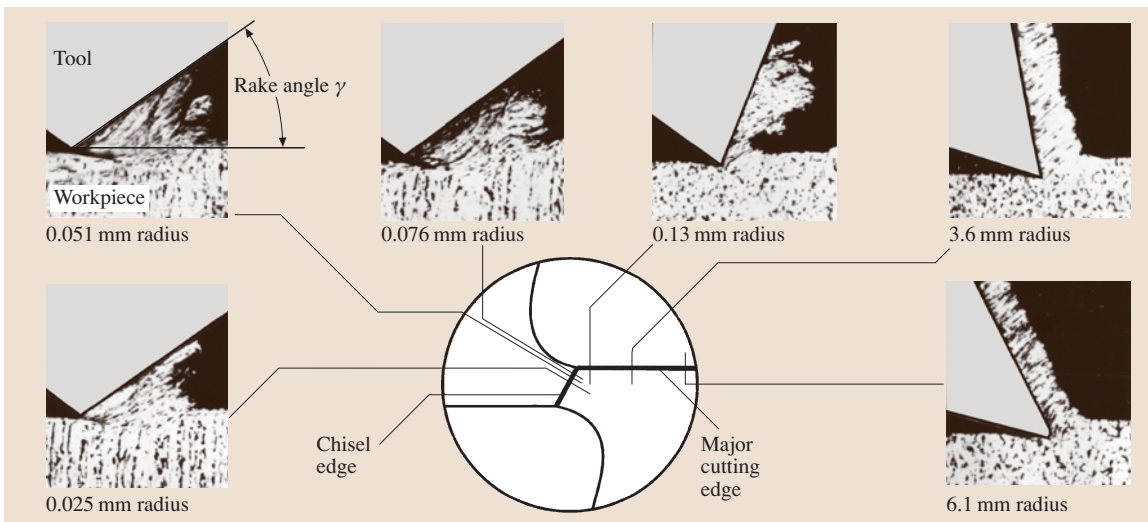 Tool
Rake angle γ
Workpiece
0.051 mm radius
0.076 mm radius
0.13 mm radius
3.6 mm radius
Chisel
edge
Major
cutting
edge
0.025 mm radius
6.1 mm radius